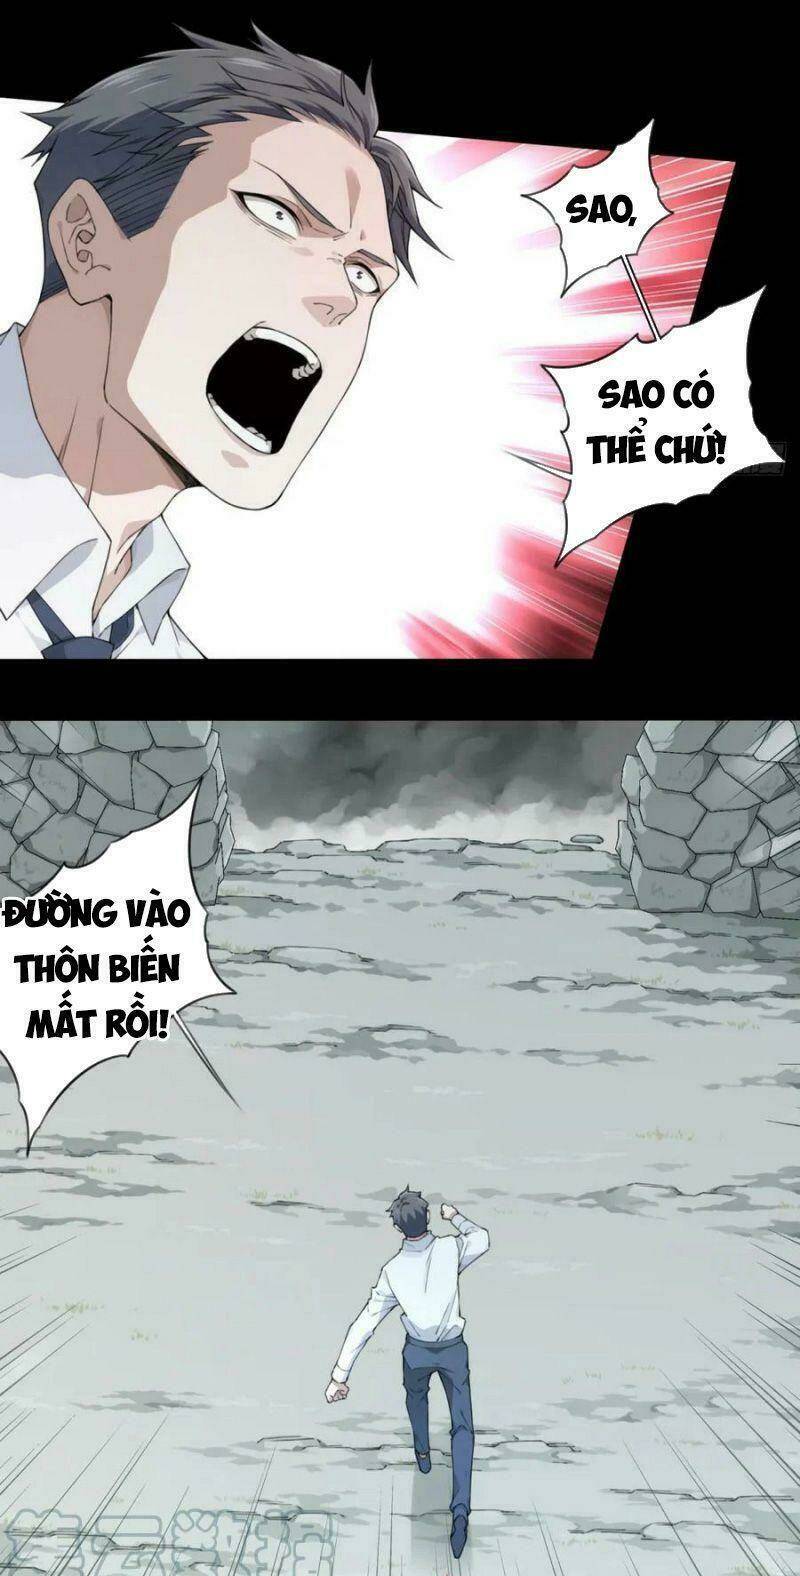 SAO,
SAO CÓ
THỂ CHỨ!
ĐƯỜNG VÀO
THÔN BIẾN
MẤT RỒI!